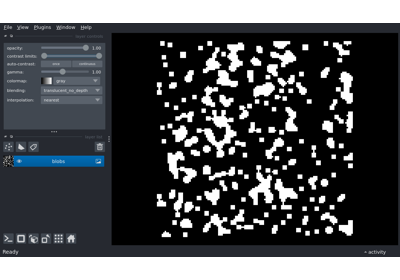 File View Plugins Window Help
opacity: 1.00
contrast limits:
auto-contrast: once continuous
gamma: 1.00
colormap: gray
blending: translucent_no_depth
interpolation: nearest
blobs
Ready
activity